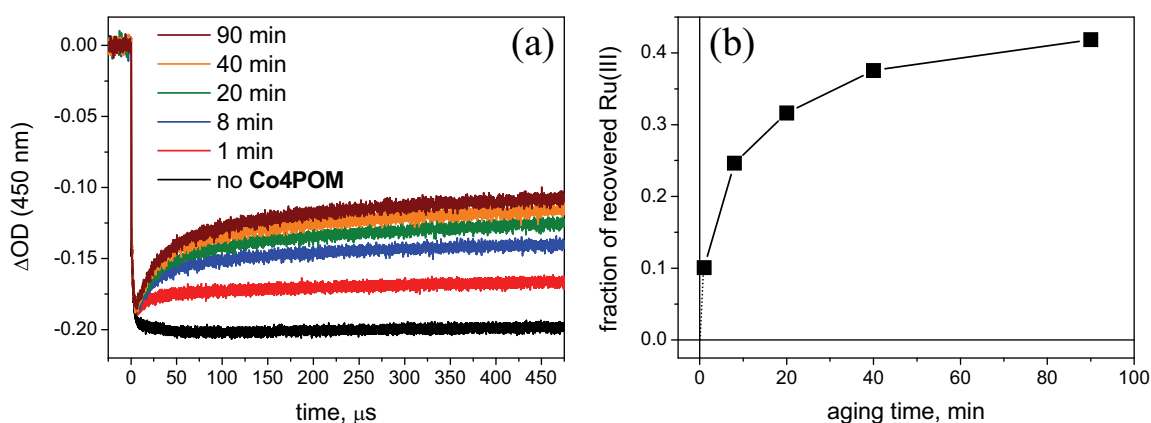 (a)
90 min
40 min
20 min
8 min
1 min
no Co4POM
0.00
-0.05
-0.10
-0.15
-0.20
ΔOD (450 nm)
0 50 100 150 200 250 300 350 400 450
time, μs
(b)
0.4
0.3
0.2
0.1
0.0
fraction of recovered Ru(III)
0 20 40 60 80 100
aging time, min